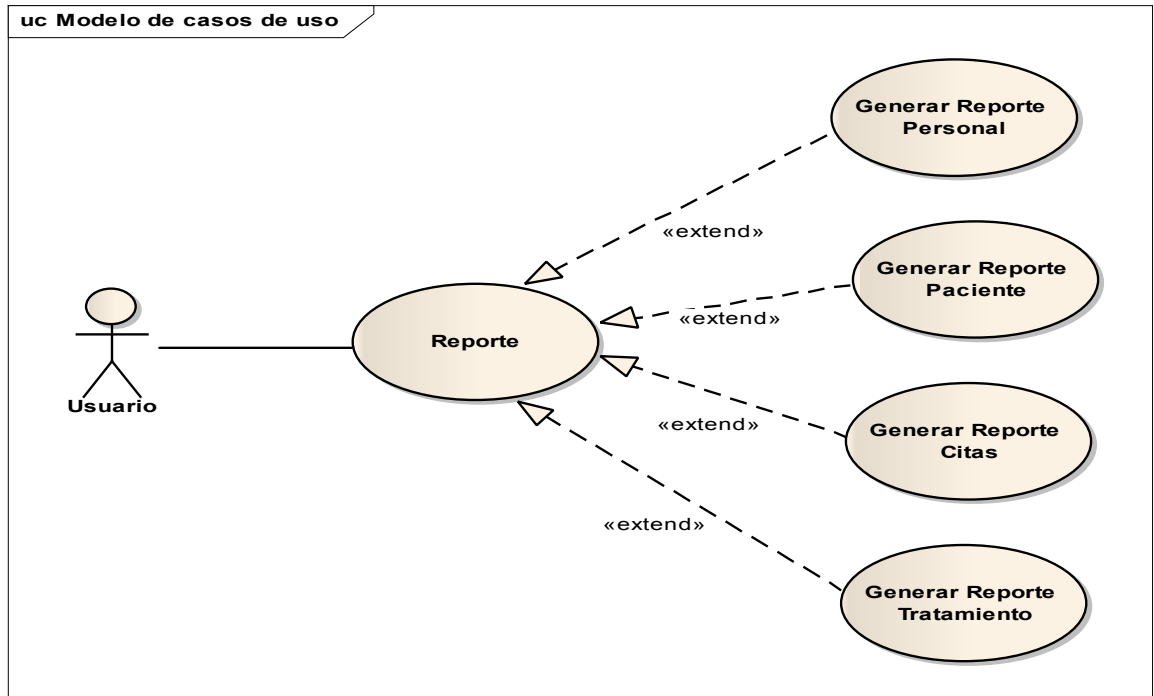 uc Modelo de casos de uso
Generar Reporte
Personal
«extend»
Generar Reporte
Paciente
«extend»
Reporte
Usuario
«extend»
Generar Reporte
Citas
«extend»
Generar Reporte
Tratamiento